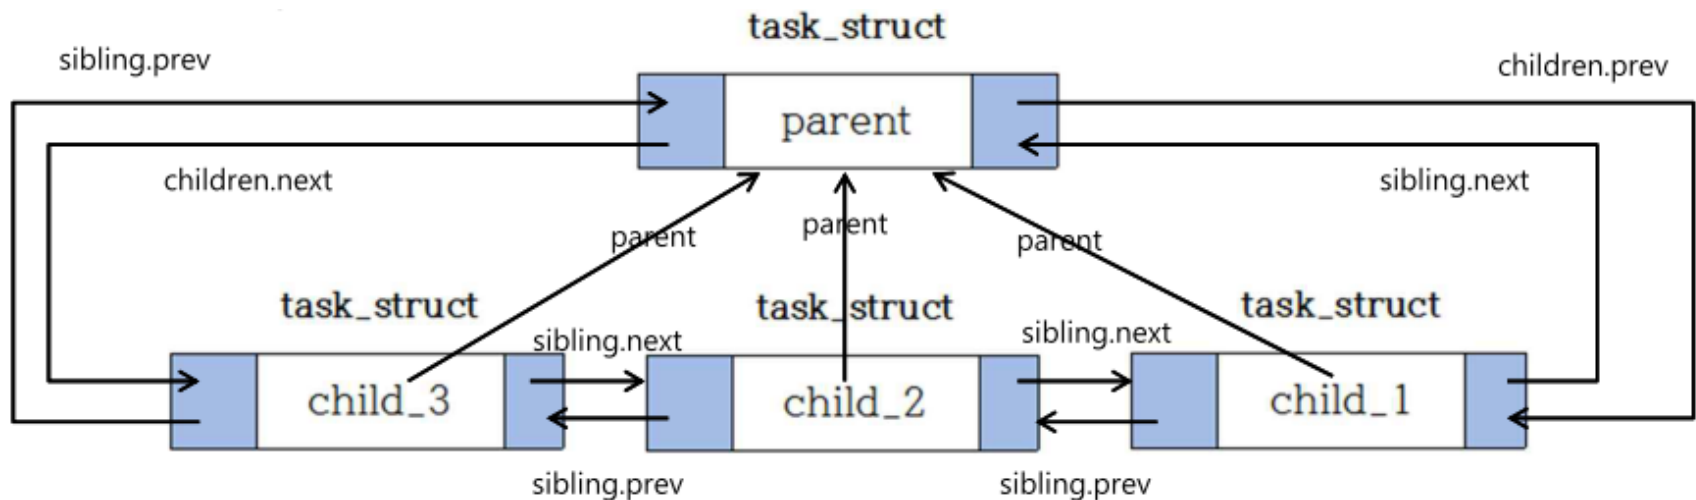 task_struct
sibling.prev
children.prev
parent
children.next
sibling.next
parent
parent
parent
task_struct
task_struct
task_struct
sibling.next
sibling.next
child_3
child_2
child_1
sibling.prev
sibling.prev